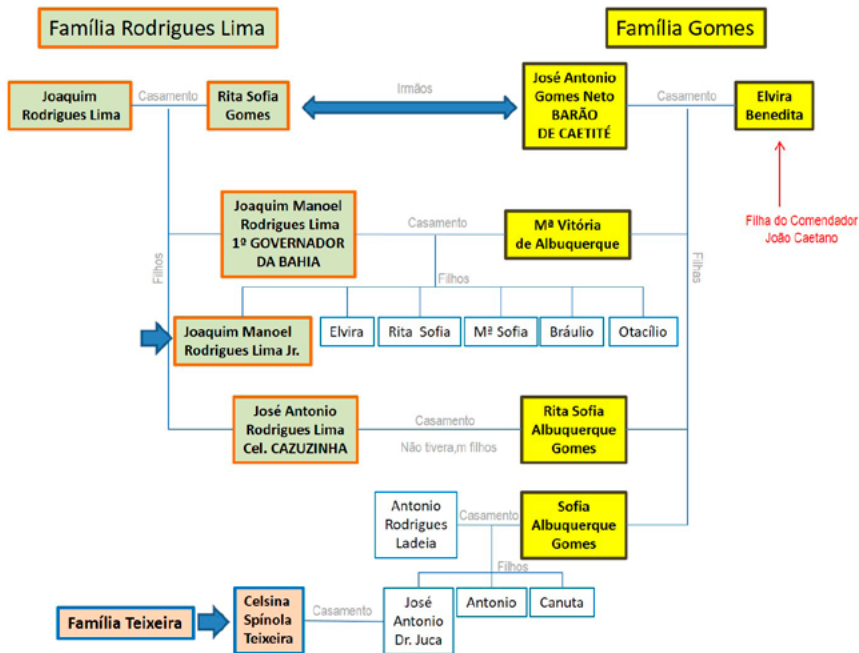 Família Rodrigues Lima
Família Gomes
Joaquim
Rodrigues Lima
Casamento
Rita Sofia
Gomes
Irmãos
José Antonio
Gomes Neto
BARÃO
DE CAETITÉ
Casamento
Elvira
Benedita
Filha do Comendador
João Caetano
Filhos
Joaquim Manoel
Rodrigues Lima
1º GOVERNADOR
DA BAHIA
Casamento
Mª Vitória
de Albuquerque
Filhas
Filhos
Joaquim Manoel
Rodrigues Lima Jr.
Elvira
Rita Sofia
Mª Sofia
Bráulio
Otacílio
José Antonio
Rodrigues Lima
Cel. CAZUZINHA
Casamento
Não tivera,m filhos
Rita Sofia
Albuquerque
Gomes
Antonio
Rodrigues
Ladeia
Casamento
Sofia
Albuquerque
Gomes
Filhos
Família Teixeira
Celsina
Spínola
Teixeira
Casamento
José
Antonio
Dr. Juca
Antonio
Canuta